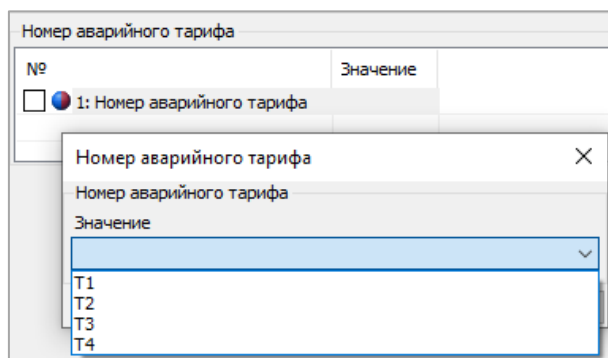 Номер аварийного тарифа
№ Значение
1: Номер аварийного тарифа
Номер аварийного тарифа
Номер аварийного тарифа
Значение
T1
T2
T3
T4